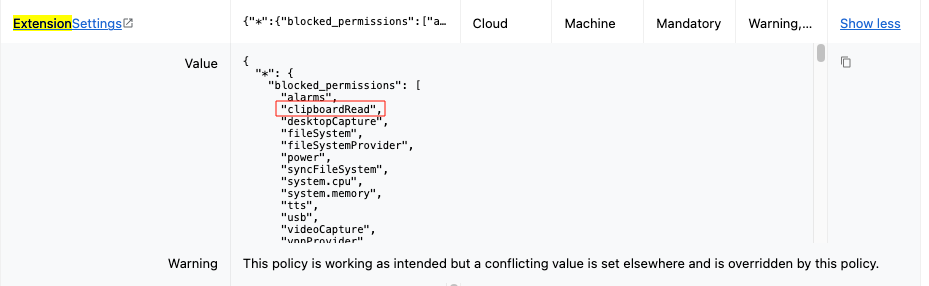 ExtensionSettings {"*":{"blocked_permissions":["a… Cloud Machine Mandatory Warning,... Show less
Value
{
"*": {
"blocked_permissions": [
"alarms",
"clipboardRead",
"desktopCapture",
"fileSystem",
"fileSystemProvider",
"power",
"syncFileSystem",
"system.cpu",
"system.memory",
"tts",
"usb",
"videoCapture",
"vpnProvider"
Warning This policy is working as intended but a conflicting value is set elsewhere and is overridden by this policy.